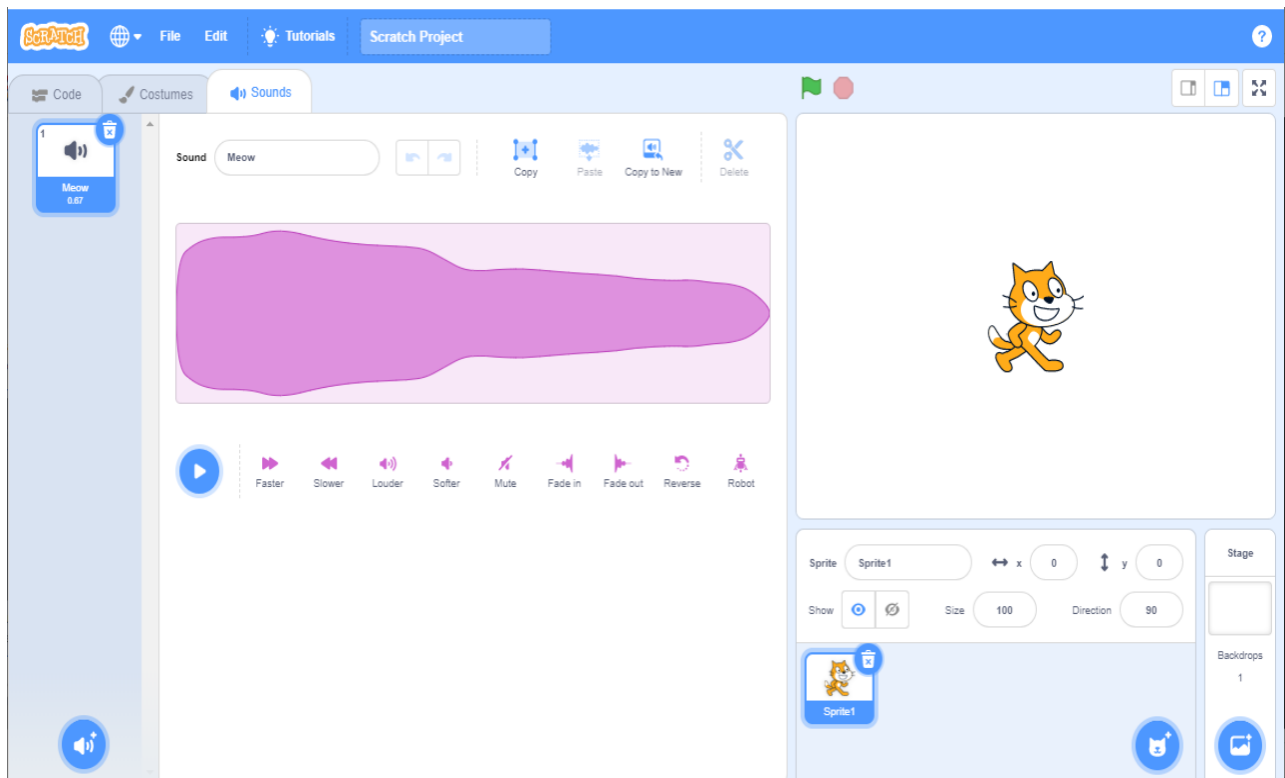 SCRATCH File Edit Tutorials Scratch Project ?
Code Costumes Sounds
1
Meow
0.67
Sound Meow Copy Paste Copy to New Delete
Faster Slower Louder Softer Mute Fade in Fade out Reverse Robot
Sprite Sprite1 x 0 y 0
Show Size 100 Direction 90
Sprite1
Stage
Backdrops
1